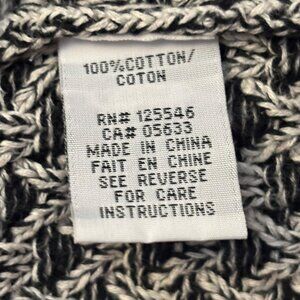 100%COTTON/
COTON
RN# 125546
CA# 05633
MADE IN CHINA
FAIT EN CHINE
SEE REVERSE
FOR CARE
INSTRUCTIONS